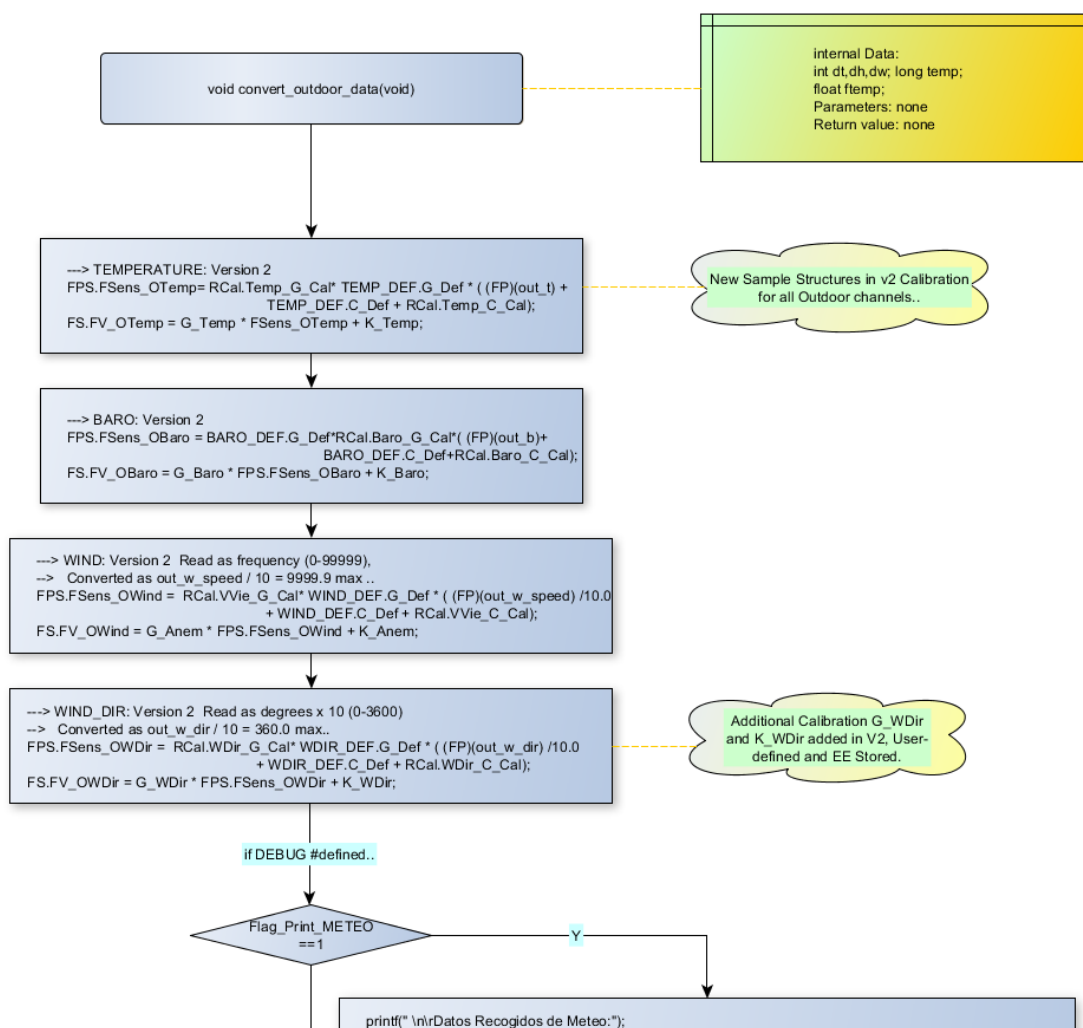 void convert_outdoor_data(void)
internal Data:
int dt,dh,dw; long temp;
float ftemp;
Parameters: none
Return value: none
---> TEMPERATURE: Version 2
FPS.FSens_OTemp= RCal.Temp_G_Cal* TEMP_DEF.G_Def * ( (FP)(out_t) +
TEMP_DEF.C_Def + RCal.Temp_C_Cal);
FS.FV_OTemp = G_Temp * FSens_OTemp + K_Temp;
New Sample Structures in v2 Calibration
for all Outdoor channels..
---> BARO: Version 2
FPS.FSens_OBaro = BARO_DEF.G_Def*RCal.Baro_G_Cal*( (FP)(out_b)+
BARO_DEF.C_Def+RCal.Baro_C_Cal);
FS.FV_OBaro = G_Baro * FPS.FSens_OBaro + K_Baro;
---> WIND: Version 2  Read as frequency (0-99999),
-->   Converted as out_w_speed / 10 = 9999.9 max ..
FPS.FSens_OWind =  RCal.VVie_G_Cal* WIND_DEF.G_Def * ( (FP)(out_w_speed) /10.0
+ WIND_DEF.C_Def + RCal.VVie_C_Cal);
FS.FV_OWind = G_Anem * FPS.FSens_OWind + K_Anem;
---> WIND_DIR: Version 2  Read as degrees x 10 (0-3600)
-->   Converted as out_w_dir / 10 = 360.0 max..
FPS.FSens_OWDir =  RCal.WDir_G_Cal* WDIR_DEF.G_Def * ( (FP)(out_w_dir) /10.0
+ WDIR_DEF.C_Def + RCal.WDir_C_Cal);
FS.FV_OWDir = G_WDir * FPS.FSens_OWDir + K_WDir;
Additional Calibration G_WDir
and K_WDir added in V2, User-
defined and EE Stored.
if DEBUG #defined..
Flag_Print_METEO
==1
Y
printf(" \n\rDatos Recogidos de Meteo:");